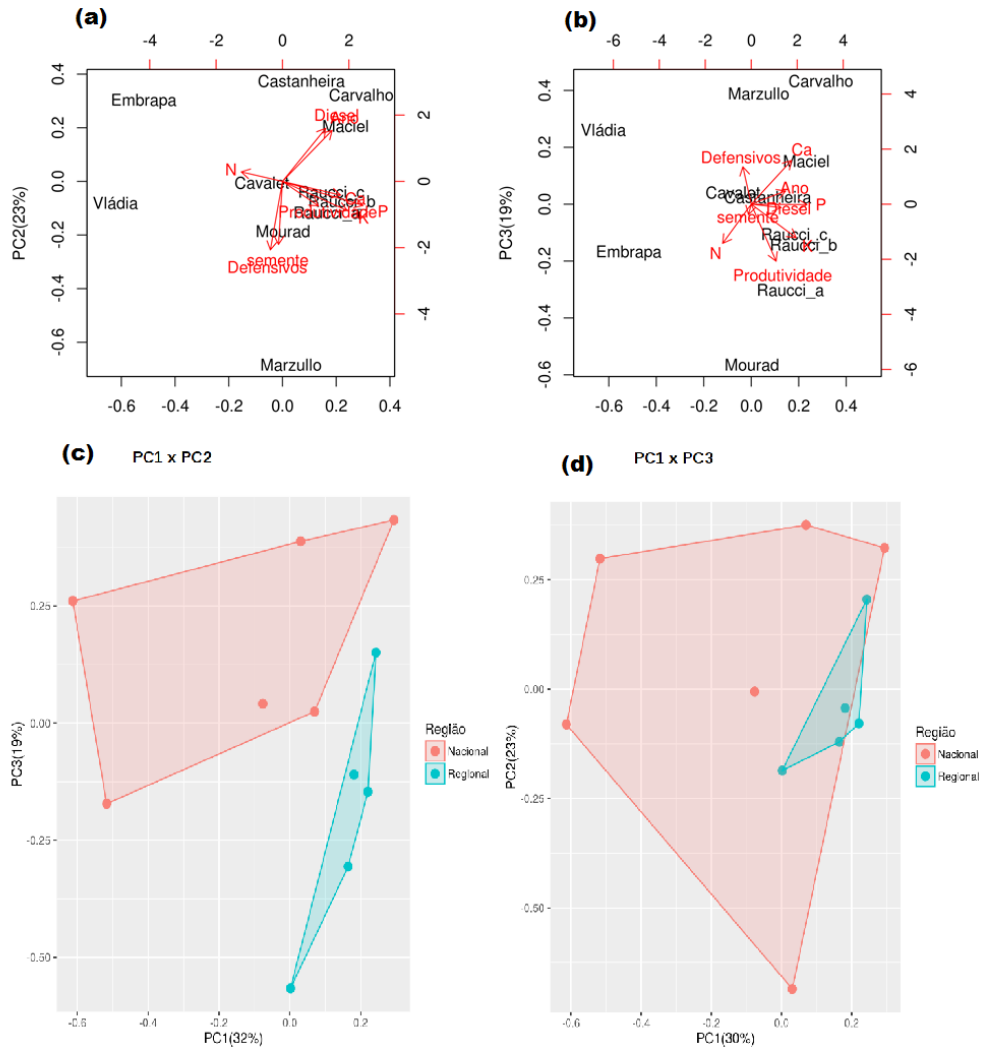 (a)
-4 -2 0 2
Castanheira
Carvalho
Embrapa
Diesel
Ano
Maciel
N
Cavalet
Raucci_c
Vládia
Raucci_b
Produtividade P
Raucci_a
K
Mourad
semente
Defensivos
Marzullo
PC2(23%)
0.4
0.2
0.0
-0.2
-0.4
-0.6
2
0
-2
-4
-0.6 -0.4 -0.2 0.0 0.2 0.4
(b)
-6 -4 -2 0 2 4
Carvalho
Marzullo
Vládia
Ca
Defensivos
Maciel
Cavalet
Ano
Castanheira
P
Diesel
semente
Raucci_c
Raucci_b
K
Embrapa
N
Produtividade
Raucci_a
Mourad
PC3(19%)
0.4
0.2
0.0
-0.2
-0.4
-0.6
4
2
0
-2
-4
-6
-0.6 -0.4 -0.2 0.0 0.2 0.4
(c)
PC1 x PC2
PC3(19%)
0.25
0.00
-0.25
-0.50
-0.6 -0.4 -0.2 0.0 0.2
PC1(32%)
Região
Nacional
Regional
(d)
PC1 x PC3
PC2(23%)
0.25
0.00
-0.25
-0.50
-0.6 -0.4 -0.2 0.0 0.2
PC1(30%)
Região
Nacional
Regional